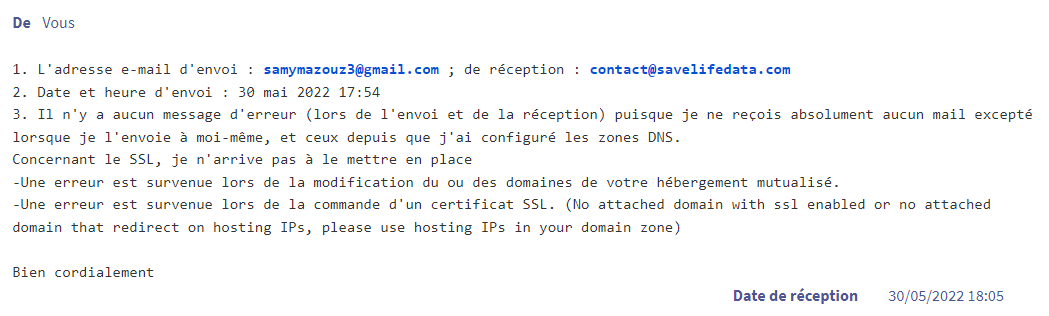 De Vous
1. L'adresse e-mail d'envoi : samymazouz3@gmail.com ; de réception : contact@savelifedata.com
2. Date et heure d'envoi : 30 mai 2022 17:54
3. Il n'y a aucun message d'erreur (lors de l'envoi et de la réception) puisque je ne reçois absolument aucun mail excepté
lorsque je l'envoie à moi-même, et ceux depuis que j'ai configuré les zones DNS.
Concernant le SSL, je n'arrive pas à le mettre en place
-Une erreur est survenue lors de la modification du ou des domaines de votre hébergement mutualisé.
-Une erreur est survenue lors de la commande d'un certificat SSL. (No attached domain with ssl enabled or no attached
domain that redirect on hosting IPs, please use hosting IPs in your domain zone)
Bien cordialement
Date de réception 30/05/2022 18:05